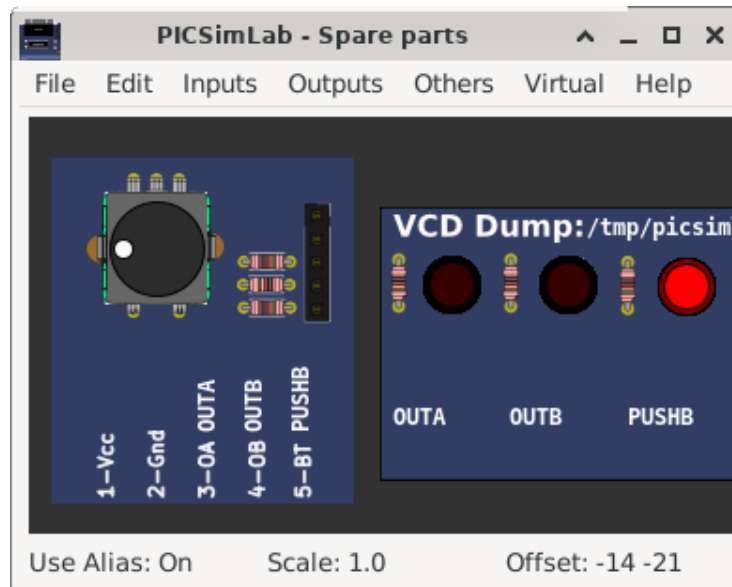 PICSimLab - Spare parts
File Edit Inputs Outputs Others Virtual Help
VCD Dump:/tmp/picsiml
1-Vcc
2-Gnd
3-OA OUTA
4-OB OUTB
5-BT PUSHB
OUTA OUTB PUSHB
Use Alias: On Scale: 1.0 Offset: -14 -21